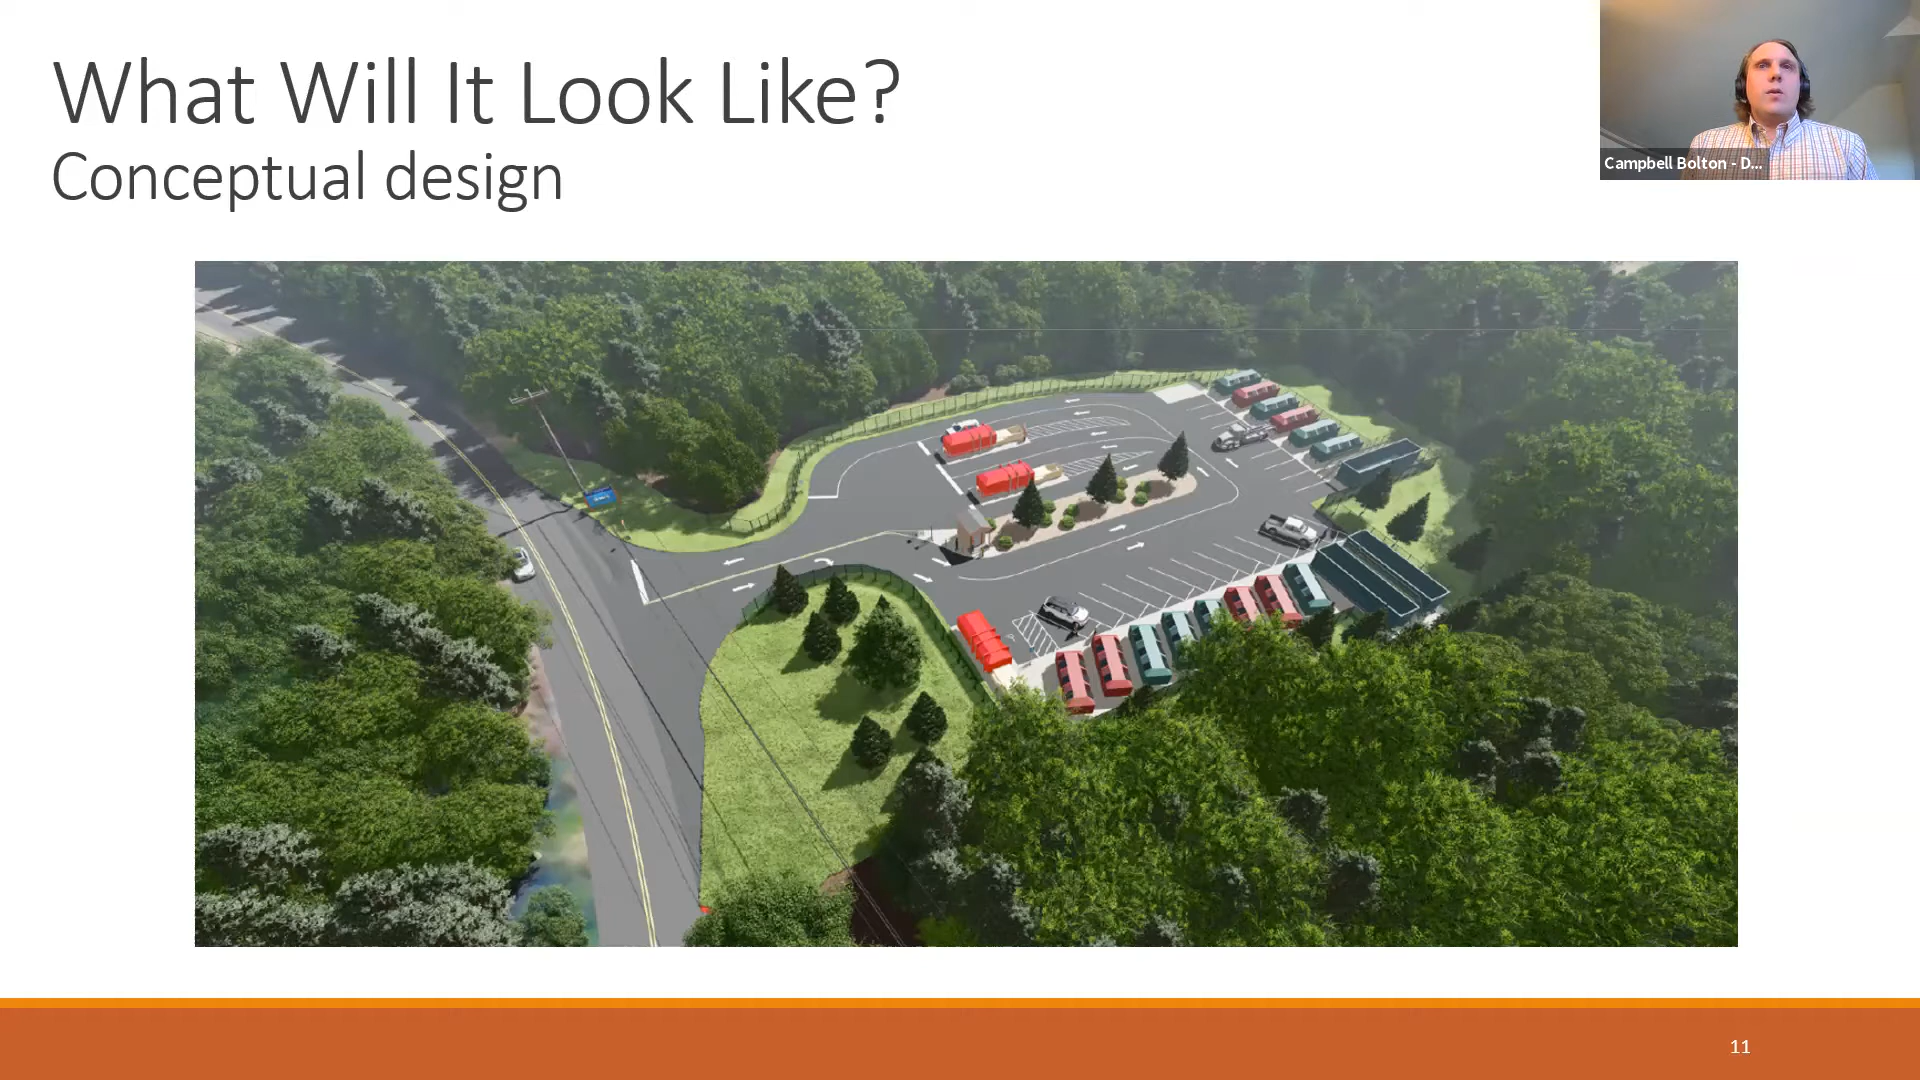 What Will It Look Like?
Conceptual design
Campbell Bolton - D...
11